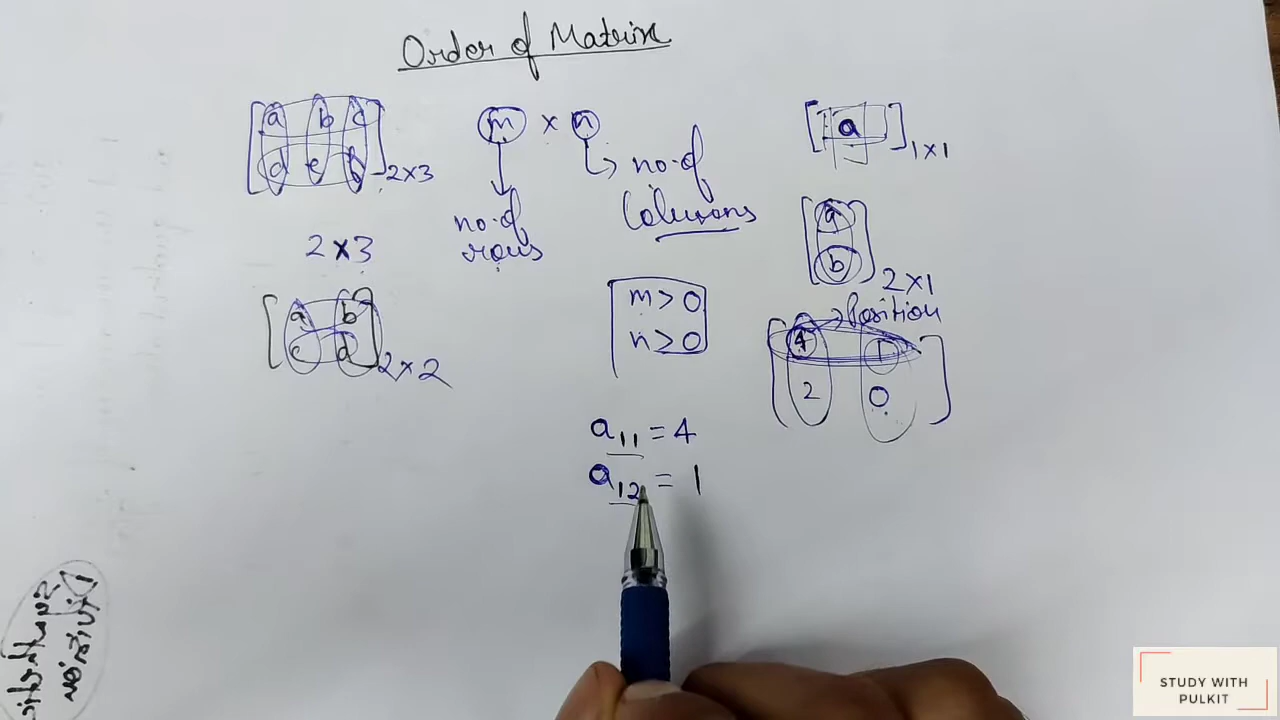 Order of Matrix
[a b c
d e f] 2×3
m × n
no. of rows
no. of Columns
[a] 1×1
2×3
[a
b] 2×1
[a b
c d] 2×2
m > 0
n > 0
Position
[4 1
2 0]
a11 = 4
a12 = 1
STUDY WITH
PULKIT